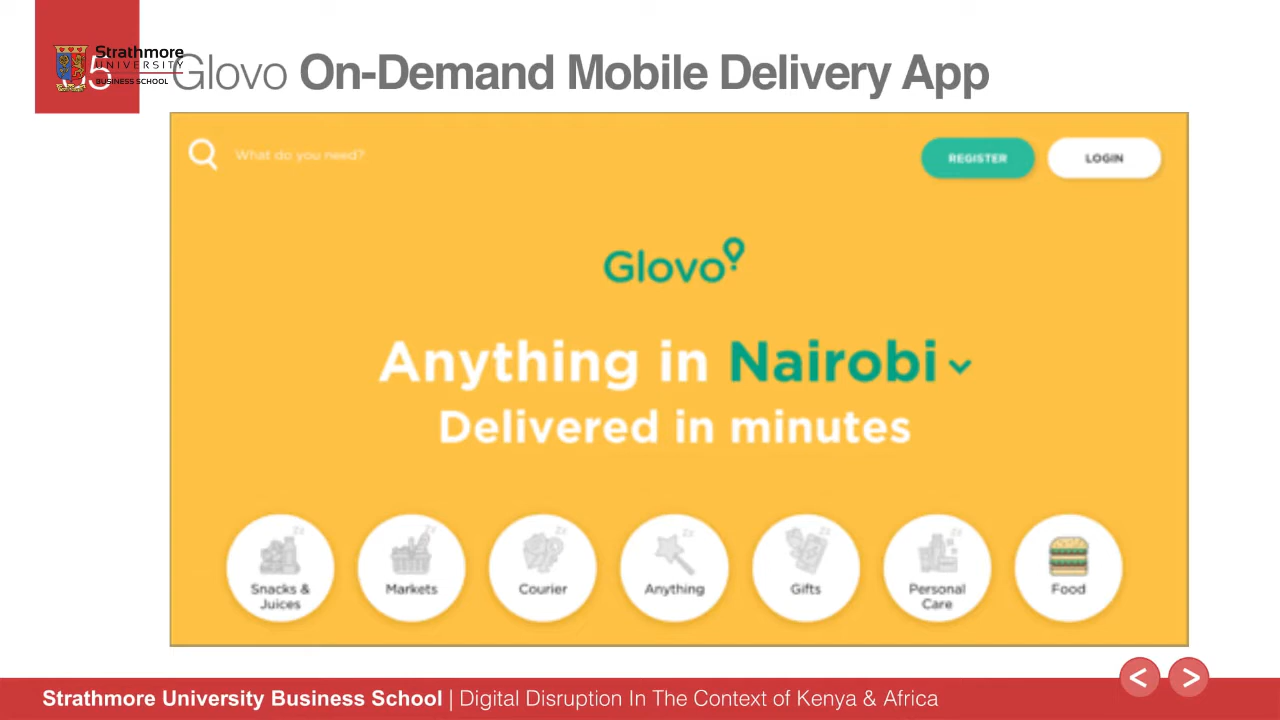 Strathmore
UNIVERSITY
BUSINESS SCHOOL
5
Glovo On-Demand Mobile Delivery App
What do you need?
REGISTER
LOGIN
Glovo
Anything in Nairobi
Delivered in minutes
Snacks &
Juices
Markets
Courier
Anything
Gifts
Personal
Care
Food
Strathmore University Business School | Digital Disruption In The Context of Kenya & Africa